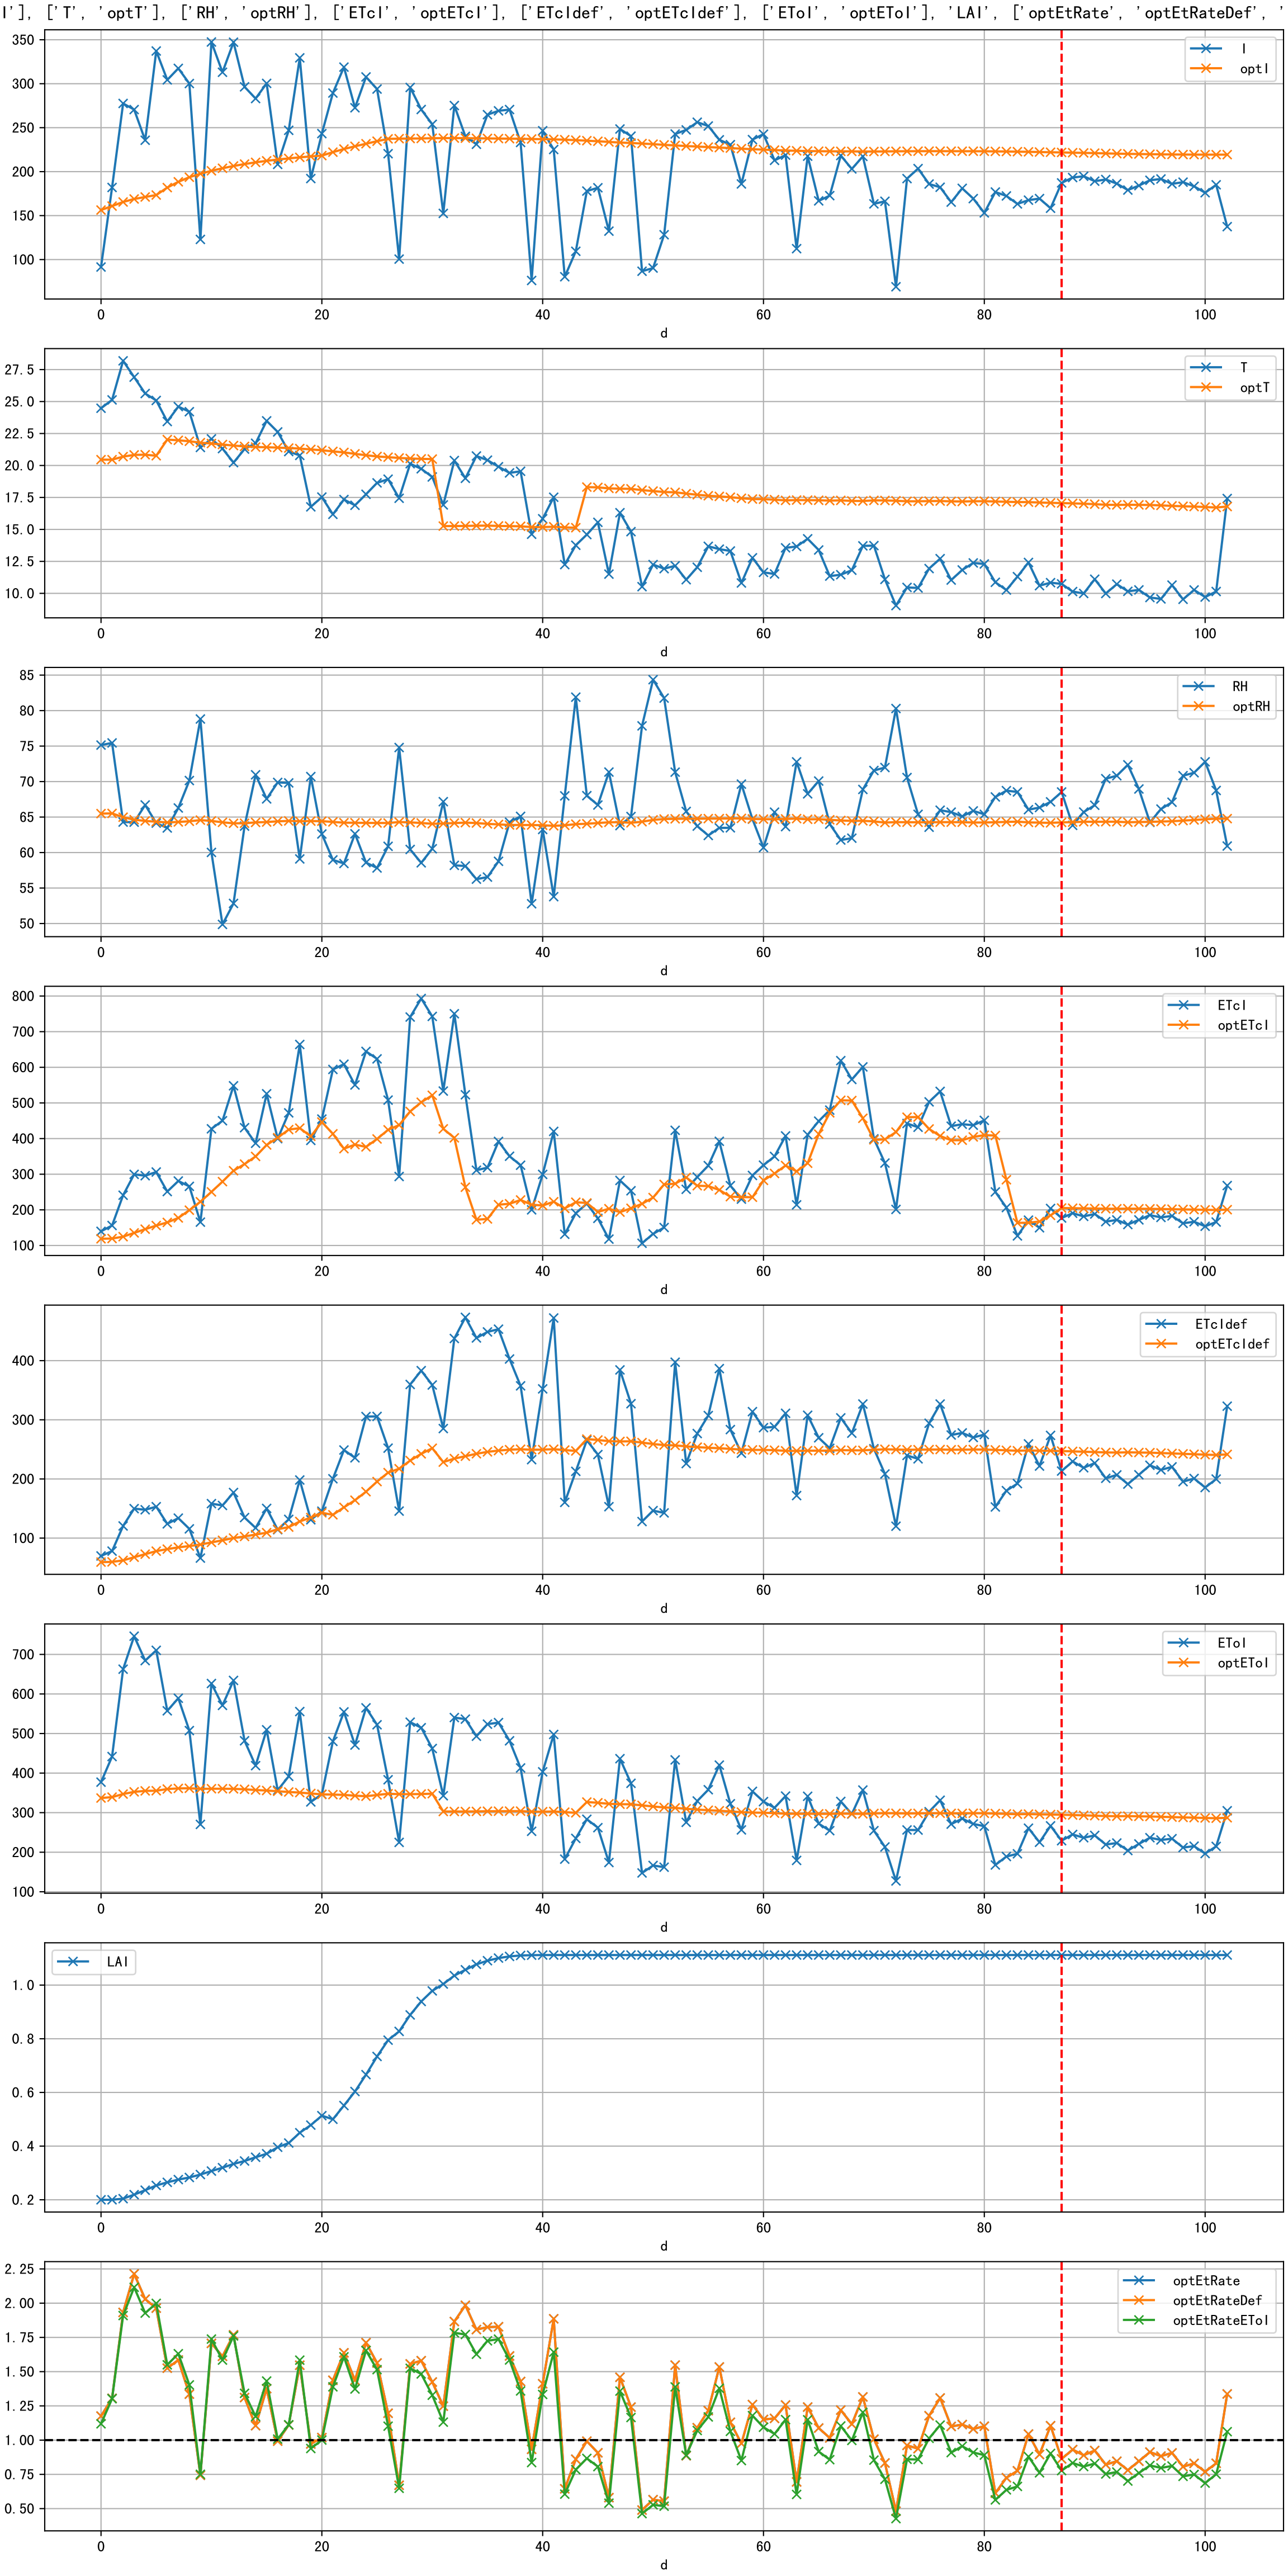 I'], ['T', 'optT'], ['RH', 'optRH'], ['ETcI', 'optETcI'], ['ETcIdef', 'optETcIdef'], ['EToI', 'optEToI'], 'LAI', ['optEtRate', 'optEtRateDef', '
350
300
250
200
150
100
I
optI
0 20 40 60 80 100
d
27.5
25.0
22.5
20.0
17.5
15.0
12.5
10.0
T
optT
0 20 40 60 80 100
d
85
80
75
70
65
60
55
50
RH
optRH
0 20 40 60 80 100
d
800
700
600
500
400
300
200
100
ETcI
optETcI
0 20 40 60 80 100
d
400
300
200
100
ETcIdef
optETcIdef
0 20 40 60 80 100
d
700
600
500
400
300
200
100
EToI
optEToI
0 20 40 60 80 100
d
1.0
0.8
0.6
0.4
0.2
LAI
0 20 40 60 80 100
d
2.25
2.00
1.75
1.50
1.25
1.00
0.75
0.50
optEtRate
optEtRateDef
optEtRateEToI
0 20 40 60 80 100
d